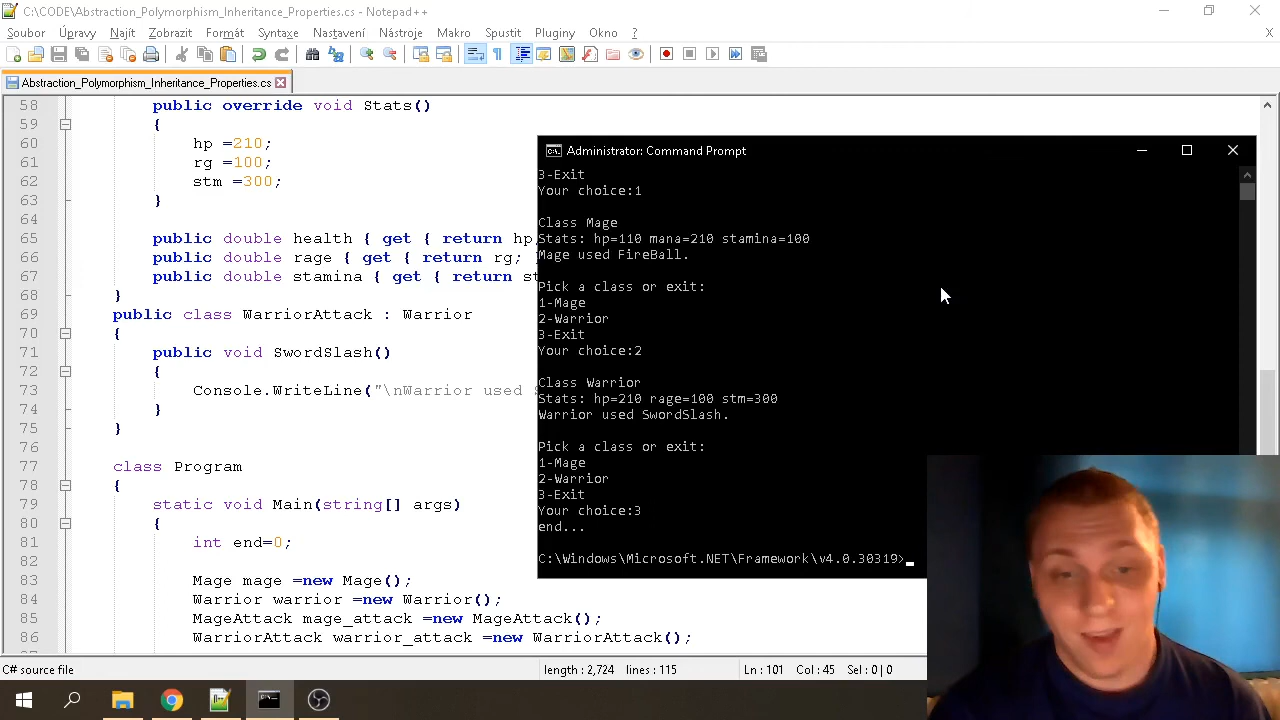 C:\CODE\Abstraction_Polymorphism_Inheritance_Properties.cs - Notepad++
Soubor Úpravy Najít Zobrazit Formát Syntaxe Nastavení Nástroje Makro Spustit Pluginy Okno ? X
Abstraction_Polymorphism_Inheritance_Properties.cs
58 public override void Stats()
59 {
60 hp =210;
61 rg =100;
62 stm =300;
63 }
64
65 public double health { get { return hp
66 public double rage { get { return rg; }
67 public double stamina { get { return st
68 }
69 public class WarriorAttack : Warrior
70 {
71 public void SwordSlash()
72 {
73 Console.WriteLine("\nWarrior used
74 }
75 }
76
77 class Program
78 {
79 static void Main(string[] args)
80 {
81 int end=0;
82
83 Mage mage =new Mage();
84 Warrior warrior =new Warrior();
85 MageAttack mage_attack =new MageAttack();
86 WarriorAttack warrior_attack =new WarriorAttack();
Administrator: Command Prompt
3-Exit
Your choice:1
Class Mage
Stats: hp=110 mana=210 stamina=100
Mage used FireBall.
Pick a class or exit:
1-Mage
2-Warrior
3-Exit
Your choice:2
Class Warrior
Stats: hp=210 rage=100 stm=300
Warrior used SwordSlash.
Pick a class or exit:
1-Mage
2-Warrior
3-Exit
Your choice:3
end...
C:\Windows\Microsoft.NET\Framework\v4.0.30319>
C# source file length : 2,724 lines : 115 Ln : 101 Col : 45 Sel : 0 | 0